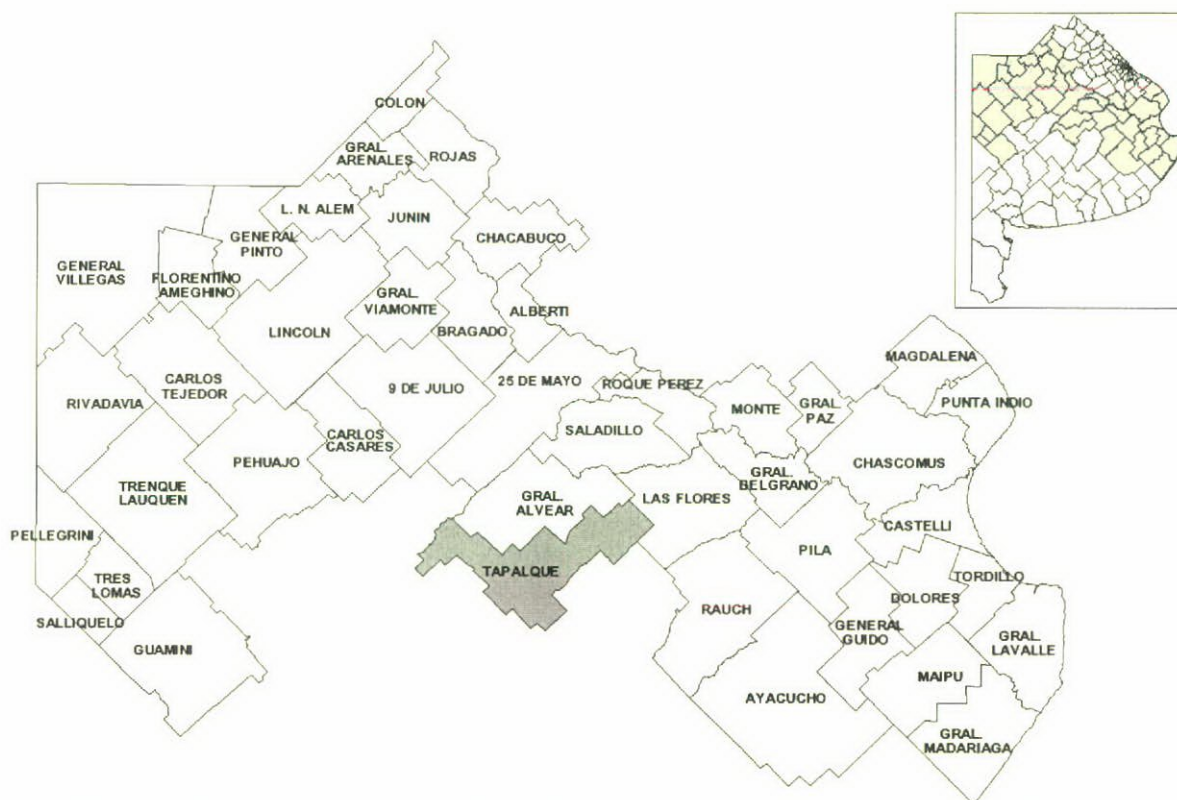 COLON
GRAL.
ARENALES
ROJAS
L. N. ALEM
JUNIN
CHACABUCO
GENERAL
PINTO
GENERAL
VILLEGAS
FLORENTINO
AMEGHINO
GRAL.
VIAMONTE
ALBERTI
LINCOLN
BRAGADO
MAGDALENA
CARLOS
TEJEDOR
9 DE JULIO
25 DE MAYO
ROQUE PEREZ
RIVADAVIA
MONTE
GRAL.
PAZ
PUNTA INDIO
SALADILLO
CARLOS
CASARES
PEHUAJO
CHASCOMUS
GRAL.
BELGRANO
TRENQUE
LAUQUEN
GRAL.
ALVEAR
LAS FLORES
CASTELLI
PELLEGRINI
PILA
TAPALQUE
TRES
LOMAS
TORDILLO
DOLORES
RAUCH
SALLIQUELO
GENERAL
GUIDO
GRAL.
LAVALLE
GUAMINI
MAIPU
AYACUCHO
GRAL.
MADARIAGA